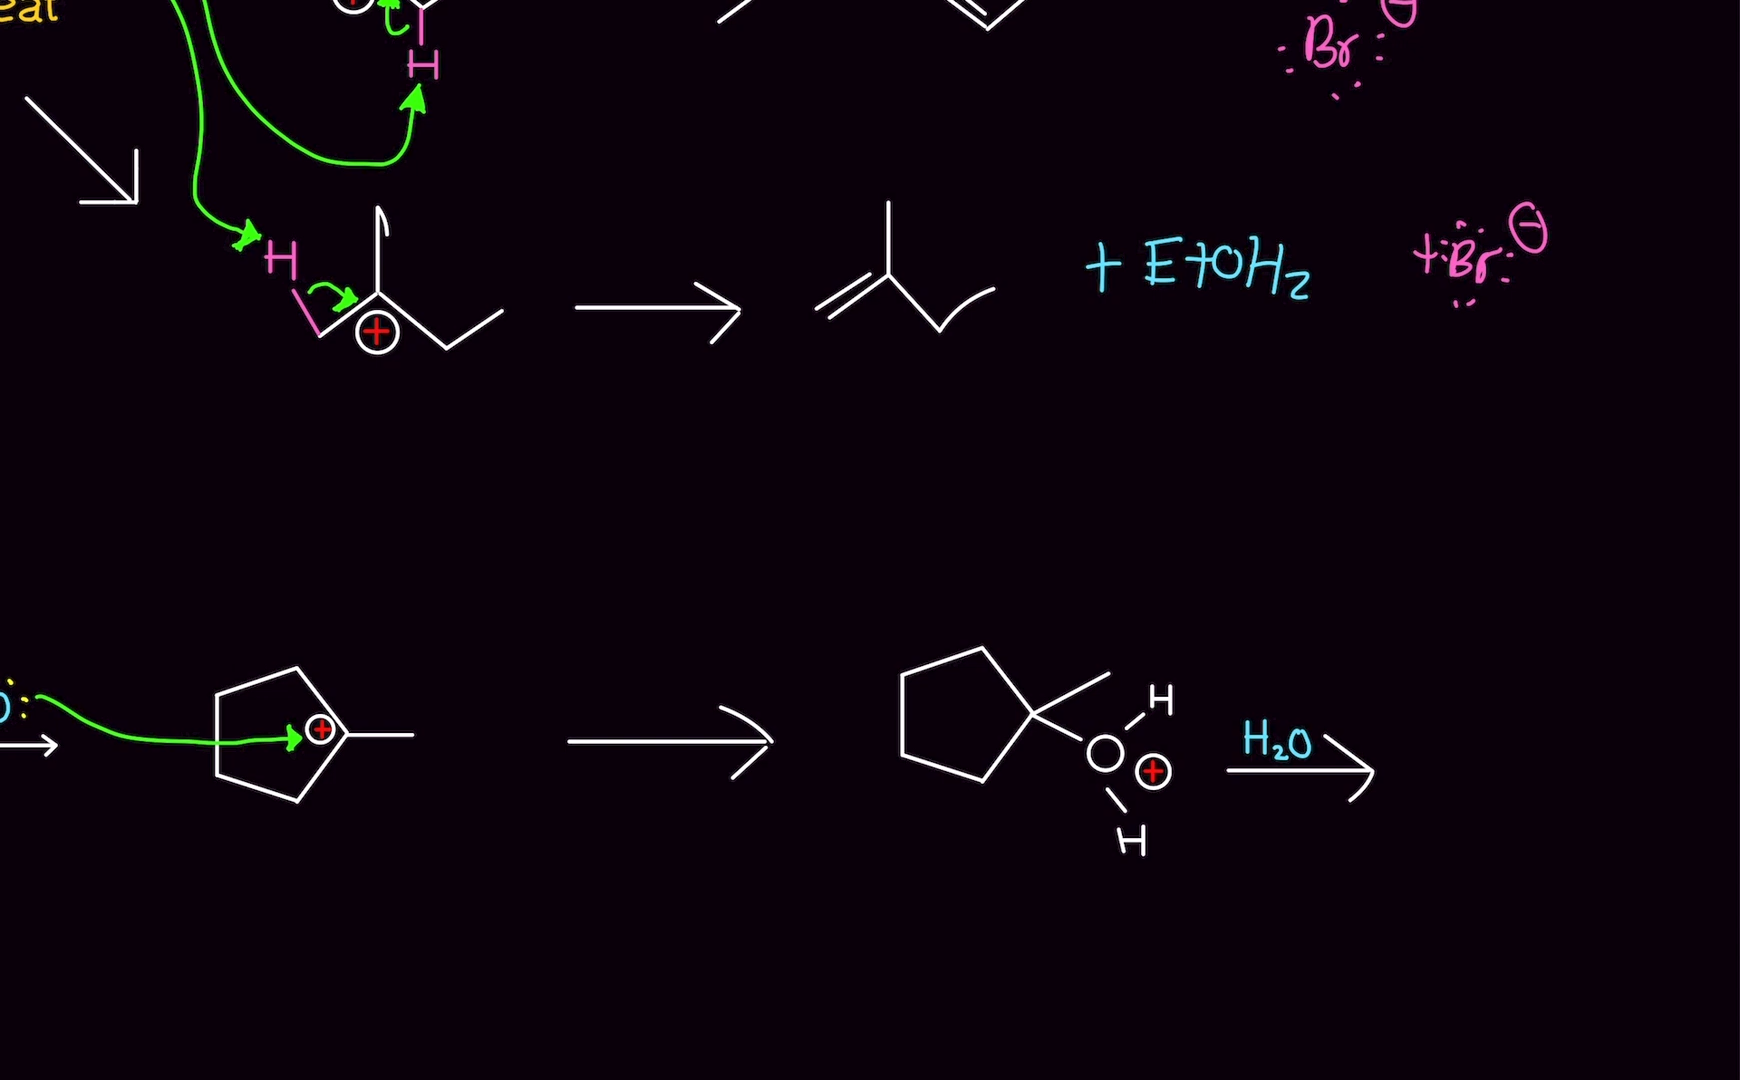 eat
H
:Br: ⊖
H
⊕
+ EtOH₂
+ :Br: ⊖
O:
⊕
H
O ⊕
H
H₂O